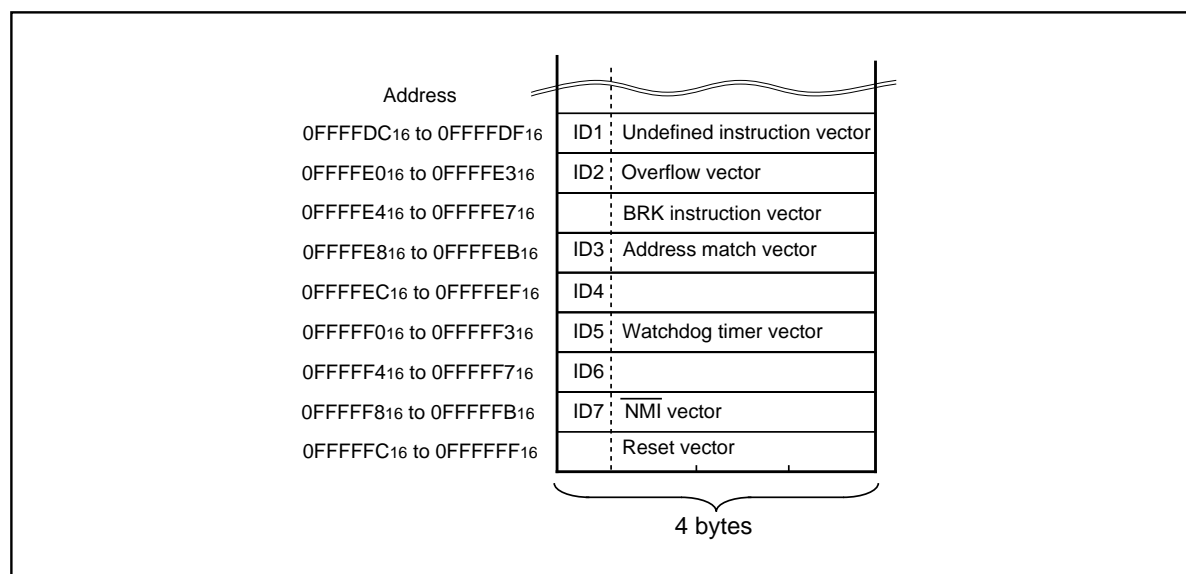 Address
0FFFFDC16 to 0FFFFDF16 ID1 Undefined instruction vector
0FFFFE016 to 0FFFFE316 ID2 Overflow vector
0FFFFE416 to 0FFFFE716 BRK instruction vector
0FFFFE816 to 0FFFFEB16 ID3 Address match vector
0FFFFEC16 to 0FFFFEF16 ID4
0FFFFF016 to 0FFFFF316 ID5 Watchdog timer vector
0FFFFF416 to 0FFFFF716 ID6
0FFFFF816 to 0FFFFFB16 ID7 NMI vector
0FFFFFC16 to 0FFFFFF16 Reset vector
4 bytes